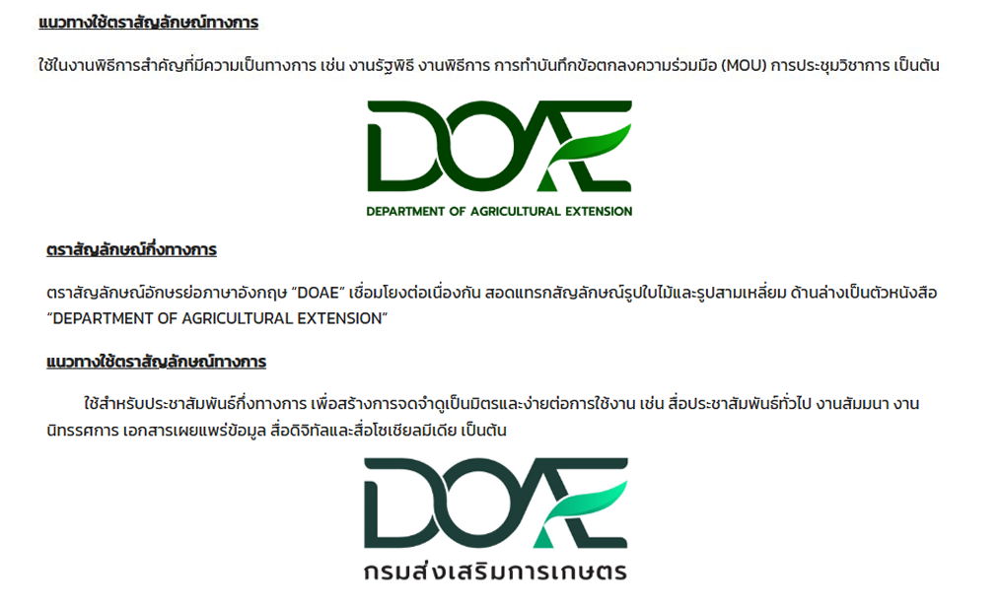 แนวทางใช้ตราสัญลักษณ์ทางการ
ใช้ในงานพิธีการสำคัญที่มีความเป็นทางการ เช่น งานรัฐพิธี งานพิธีการ การทำบันทึกข้อตกลงความร่วมมือ (MOU) การประชุมวิชาการ เป็นต้น
DOAE
DEPARTMENT OF AGRICULTURAL EXTENSION
ตราสัญลักษณ์กึ่งทางการ
ตราสัญลักษณ์อักษรย่อภาษาอังกฤษ “DOAE” เชื่อมโยงต่อเนื่องกัน สอดแทรกสัญลักษณ์รูปใบไม้และรูปสามเหลี่ยม ด้านล่างเป็นตัวหนังสือ
“DEPARTMENT OF AGRICULTURAL EXTENSION”
แนวทางใช้ตราสัญลักษณ์ทางการ
ใช้สำหรับประชาสัมพันธ์กึ่งทางการ เพื่อสร้างการจดจำดูเป็นมิตรและง่ายต่อการใช้งาน เช่น สื่อประชาสัมพันธ์ทั่วไป งานสัมมนา งาน
นิทรรศการ เอกสารเผยแพร่ข้อมูล สื่อดิจิทัลและสื่อโซเชียลมีเดีย เป็นต้น
DOAE
กรมส่งเสริมการเกษตร